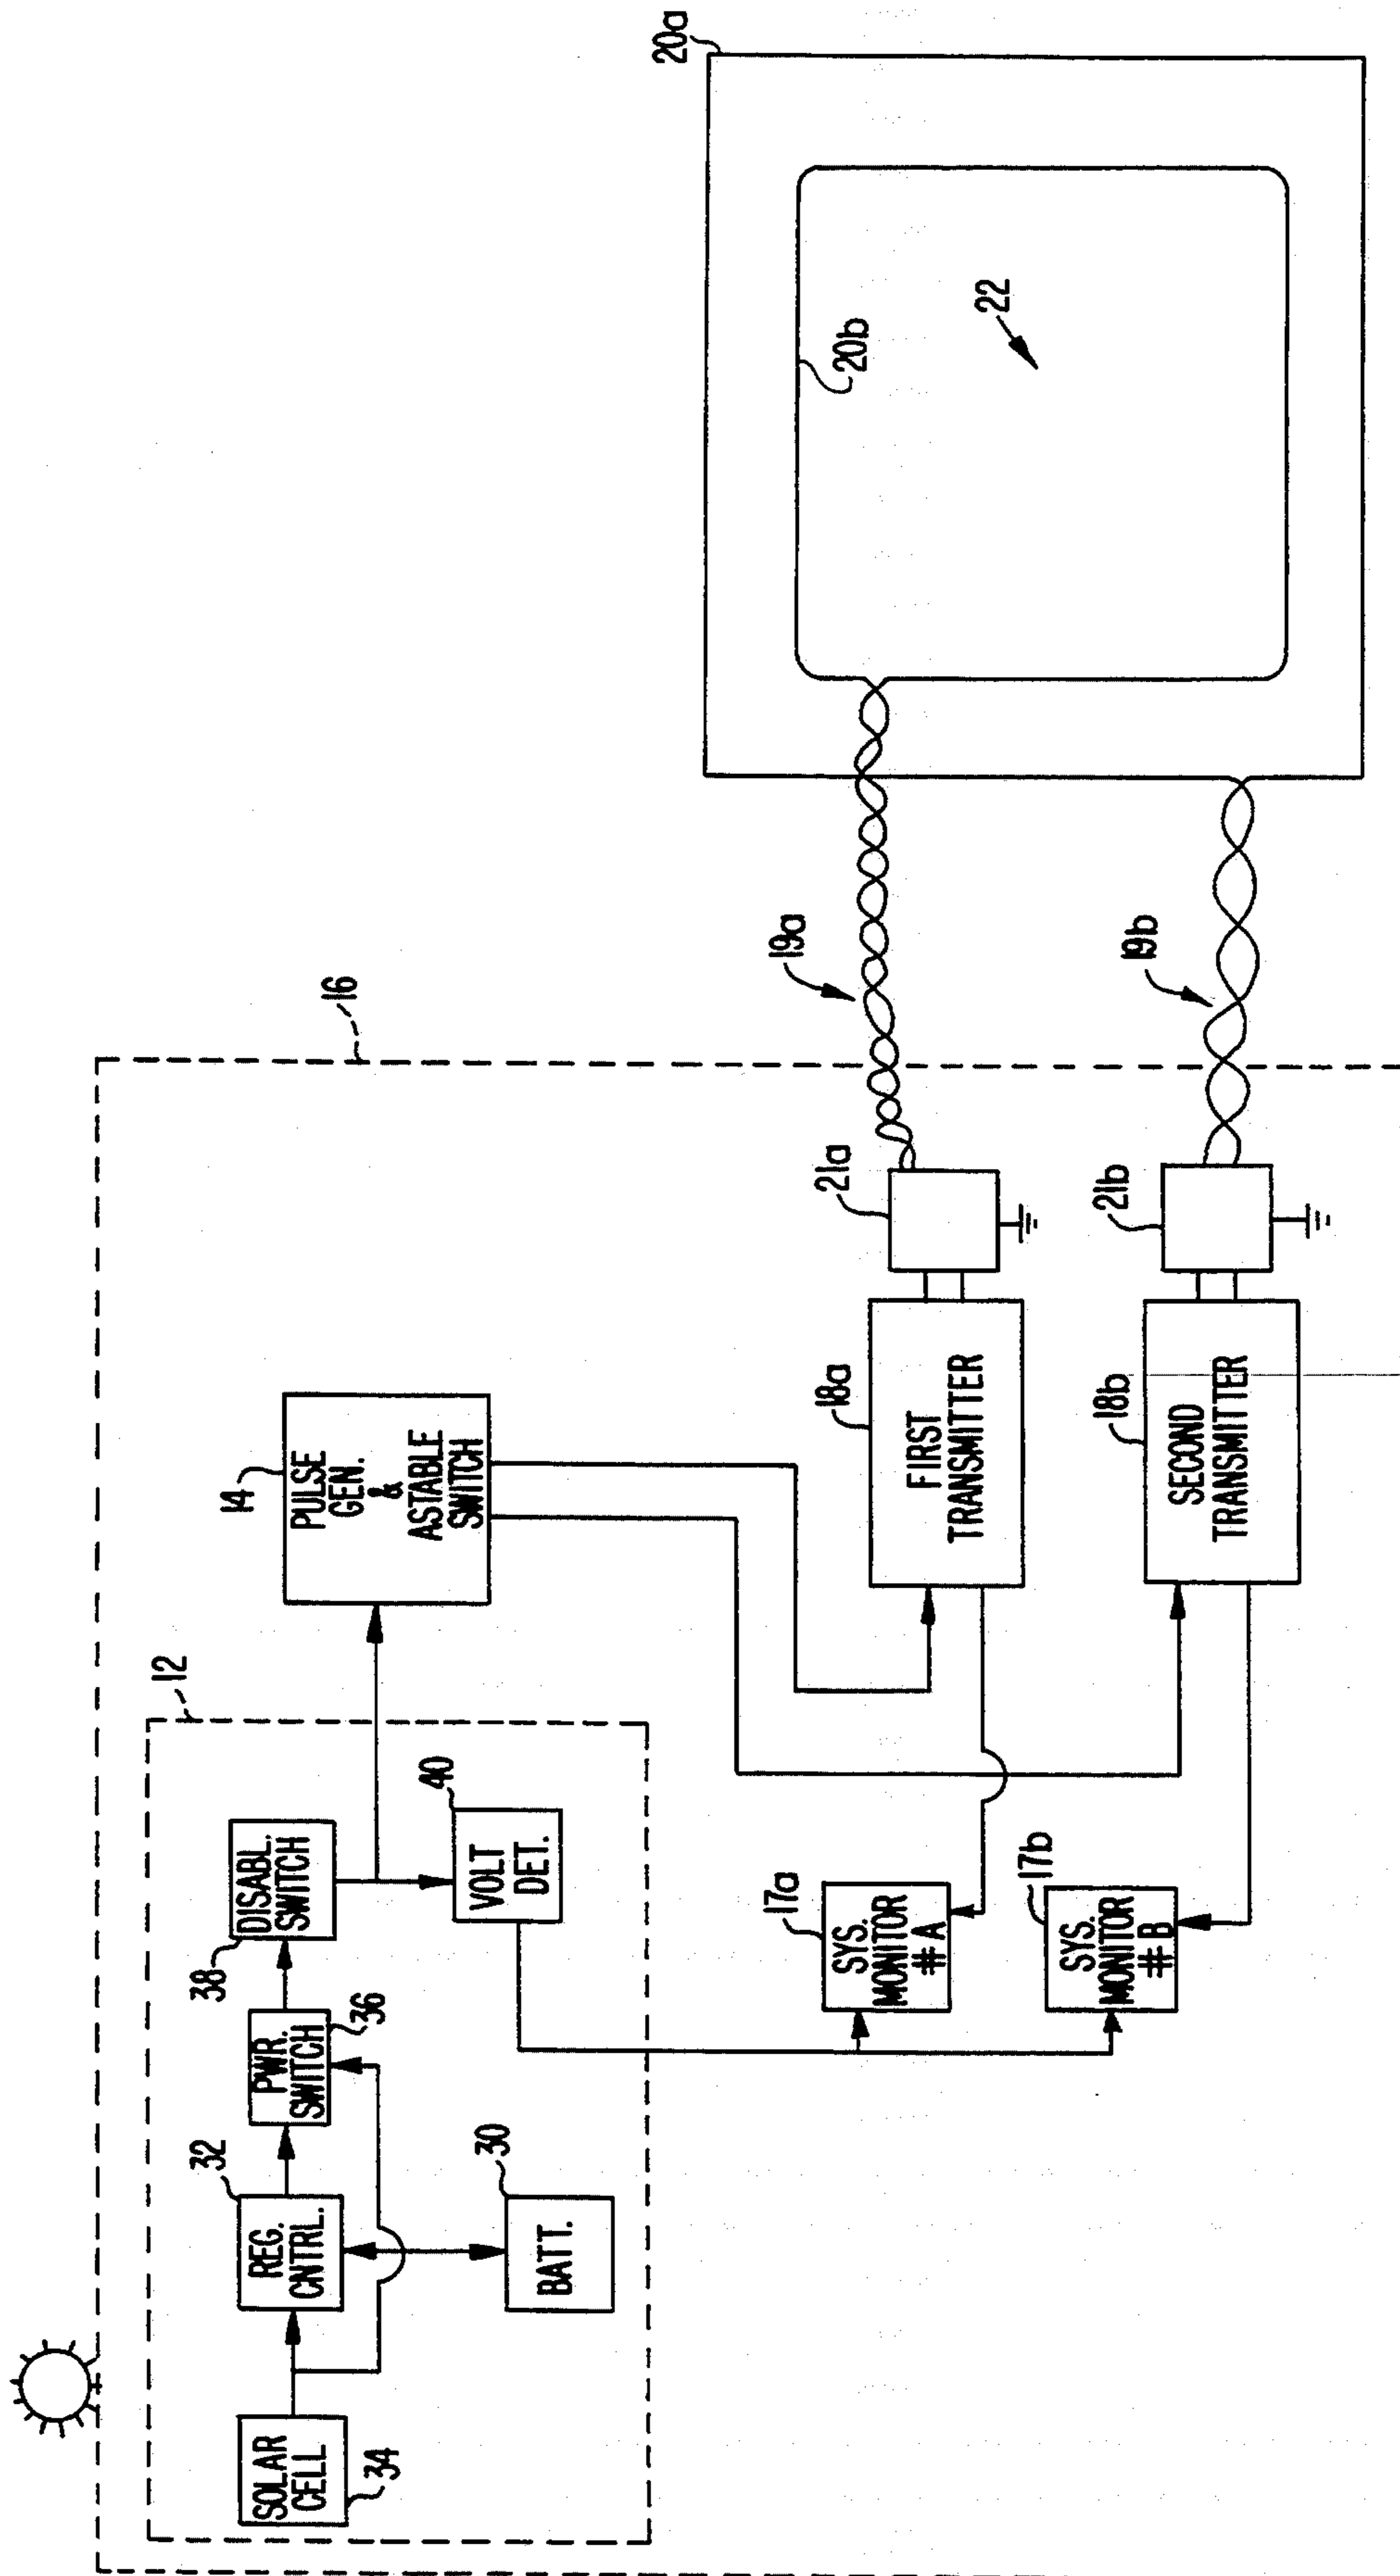 16
12
SOLAR
CELL
34
REG.
CNTRL.
32
PWR.
SWITCH
36
DISABL.
SWITCH
38
BATT.
30
VOLT
DET.
40
PULSE
GEN.
&
ASTABLE
SWITCH
14
SYS.
MONITOR
# A
17a
SYS.
MONITOR
# B
17b
FIRST
TRANSMITTER
18a
SECOND
TRANSMITTER
18b
21a
21b
19a
19b
20a
20b
22